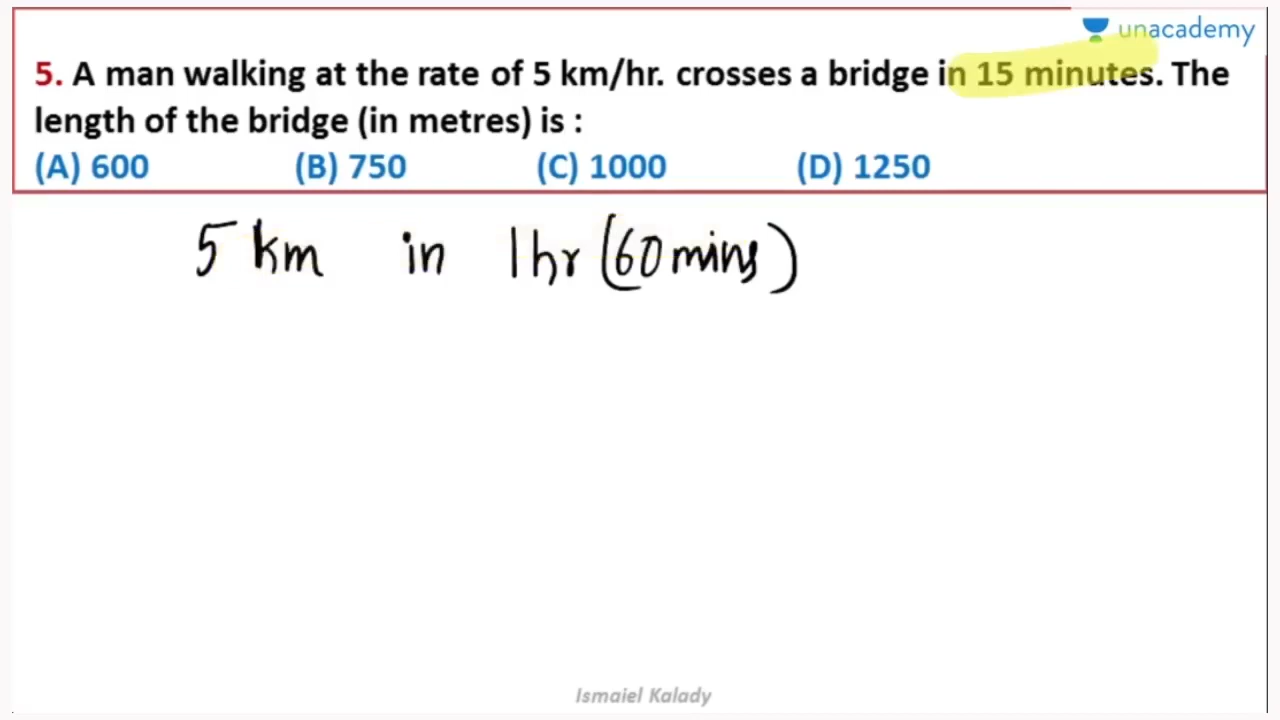 unacademy
5. A man walking at the rate of 5 km/hr. crosses a bridge in 15 minutes. The
length of the bridge (in metres) is :
(A) 600 (B) 750 (C) 1000 (D) 1250
5 km in 1hr (60 mins)
Ismaiel Kalady